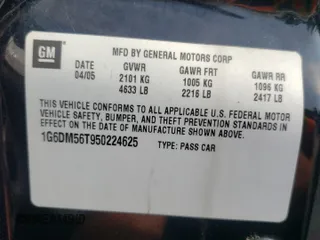 GM
MFD BY GENERAL MOTORS CORP
DATE GVWR GAWR FRT GAWR RR
04/05 2101 KG 1005 KG 1096 KG
4633 LB 2216 LB 2417 LB
THIS VEHICLE CONFORMS TO ALL APPLICABLE U.S. FEDERAL MOTOR
VEHICLE SAFETY, BUMPER, AND THEFT PREVENTION STANDARDS IN
EFFECT ON THE DATE OF MANUFACTURE SHOWN ABOVE.
1G6DM56T950224625 TYPE: PASS CAR